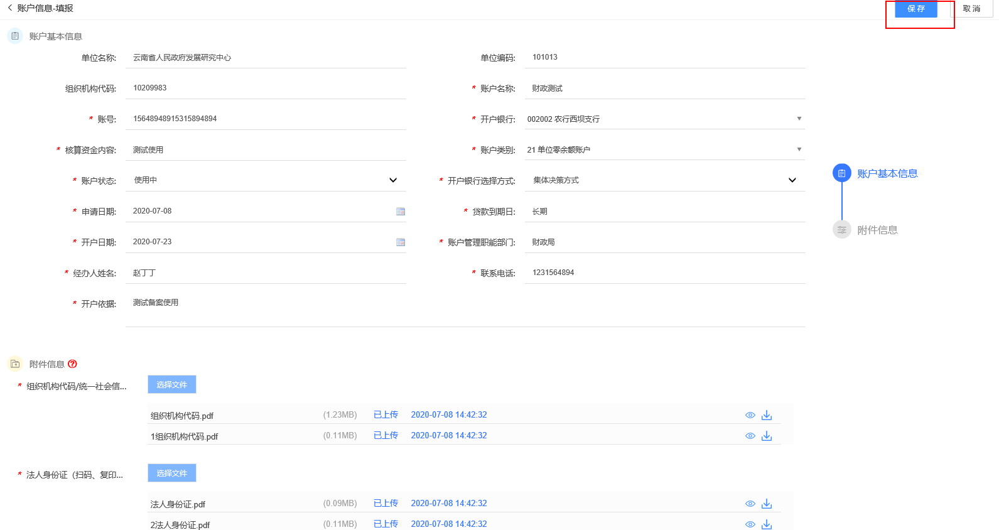 账户信息-填报
保 存
取 消
账户基本信息
单位名称: 云南省人民政府发展研究中心 单位编码: 101013
组织机构代码: 10209983 * 账户名称: 财政测试
* 账号: 15648948915315894894 * 开户银行: 002002 农行西坝支行
* 核算资金内容: 测试使用 * 账户类别: 21 单位零余额账户
* 账户状态: 使用中 * 开户银行选择方式: 集体决策方式
* 申请日期: 2020-07-08 * 贷款到期日: 长期
* 开户日期: 2020-07-23 * 账户管理职能部门: 财政局
* 经办人姓名: 赵丁丁 * 联系电话: 1231564894
* 开户依据: 测试备案使用
账户基本信息
附件信息
附件信息 ?
* 组织机构代码/统一社会信... 选择文件
组织机构代码.pdf (1.23MB) 已上传 2020-07-08 14:42:32
1组织机构代码.pdf (0.11MB) 已上传 2020-07-08 14:42:32
* 法人身份证（扫码、复印... 选择文件
法人身份证.pdf (0.09MB) 已上传 2020-07-08 14:42:32
2法人身份证.pdf (0.11MB) 已上传 2020-07-08 14:42:32